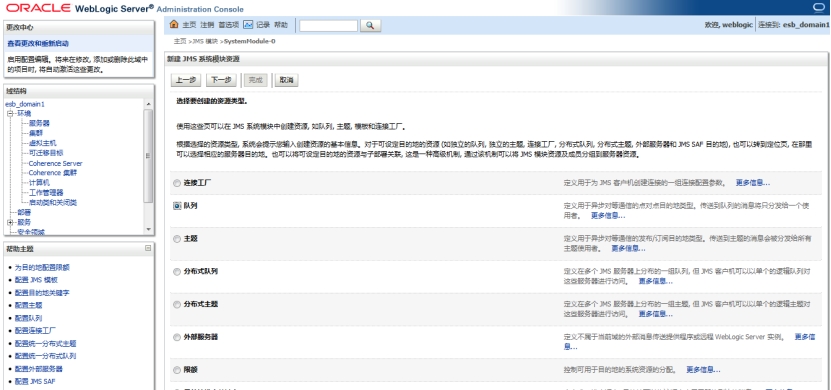 ORACLE WebLogic Server® Administration Console
更改中心
查看更改和重新启动
启用配置编辑。将来在修改, 添加或删除此域中的项目时, 将自动激活这些更改。
域结构
esb_domain1
环境
服务器
集群
虚拟主机
可迁移目标
Coherence Server
Coherence 集群
计算机
工作管理器
启动类和关闭类
部署
服务
安全领域
帮助主题
为目的地配置限额
配置 JMS 模板
配置目的地关键字
配置主题
配置队列
配置连接工厂
配置统一分布式主题
配置统一分布式队列
配置外部服务器
配置 JMS SAF
主页 注销 首选项 记录 帮助
欢迎, weblogic 连接到: esb_domain1
主页 >JMS 模块 >SystemModule-0
新建 JMS 系统模块资源
上一步 下一步 完成 取消
选择要创建的资源类型。
使用这些页可以在 JMS 系统模块中创建资源, 如队列, 主题, 模板和连接工厂。
根据选择的资源类型, 系统会提示您输入创建资源的基本信息。对于可设定目地的资源 (如独立的队列, 独立的主题, 连接工厂, 分布式队列, 分布式主题, 外部服务器和 JMS SAF 目的地), 也可以转到定位页, 在那里
可以选择相应的服务器目的地。也可以将可设定目地的资源与子部署关联, 这是一种高级机制, 通过该机制可以将 JMS 模块资源及成员分组到服务器资源。
连接工厂 定义用于为 JMS 客户机创建连接的一组连接配置参数。 更多信息...
队列 定义用于异步对等通信的点对点目的地类型。传送到队列的消息将只分发给一个使
用者。 更多信息...
主题 定义用于异步对等通信的发布/订阅目的地类型。传送到主题的消息会被分发给所有
主题使用者。 更多信息...
分布式队列 定义在多个 JMS 服务器上分布的一组队列, 但 JMS 客户机可以以单个的逻辑队列对
这些服务器进行访问。 更多信息...
分布式主题 定义在多个 JMS 服务器上分布的一组主题, 但 JMS 客户机可以以单个的逻辑主题对
这些服务器进行访问。 更多信息...
外部服务器 定义不属于当前域的外部消息传送提供程序或远程 WebLogic Server 实例。 更多信
息...
限额 控制可用于目的地的系统资源的分配。 更多信息...